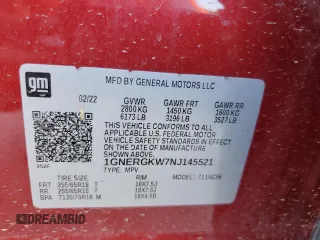 gm
MFD BY GENERAL MOTORS LLC
02/22 GVWR GAWR FRT GAWR RR
2800 KG 1450 KG 1600 KG
6173 LB 3196 LB 3527 LB
THIS VEHICLE CONFORMS TO ALL
APPLICABLE U.S. FEDERAL MOTOR
VEHICLE SAFETY STANDARDS
IN EFFECT ON THE DATE OF
MANUFACTURE SHOWN ABOVE.
1GNERGKW7NJ145521
TYPE: MPV MODEL:
TIRE SIZE RIM
FRT 255/65R18 T 18X7.5J
RR 255/65R18 T 18X7.5J
SPA T135/70R18 M 18X4.5B
AUTOHELPERBOT.COM